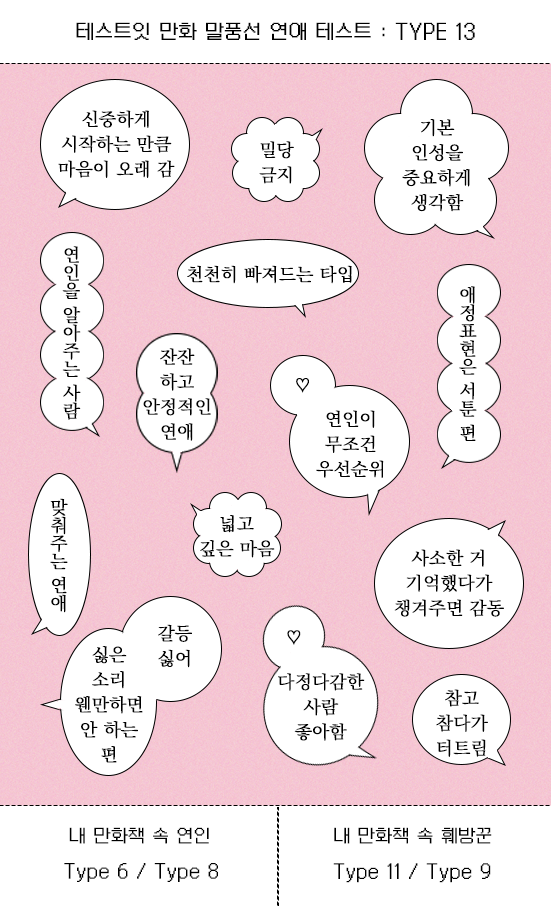 테스트잇 만화 말풍선 연애 테스트 : TYPE 13
신중하게
시작하는 만큼
마음이 오래 감
밀당
금지
기본
인성을
중요하게
생각함
연인을 알아주는 사람
천천히 빠져드는 타입
애정표현은 서툰 편
잔잔
하고
안정적인
연애
♡
연인이
무조건
우선순위
맞춰주는 연애
넓고
깊은 마음
사소한 거
기억했다가
챙겨주면 감동
갈등
싫어
싫은
소리
웬만하면
안 하는
편
♡
다정다감한
사람
좋아함
참고
참다가
터트림
내 만화책 속 연인
Type 6 / Type 8
내 만화책 속 훼방꾼
Type 11 / Type 9